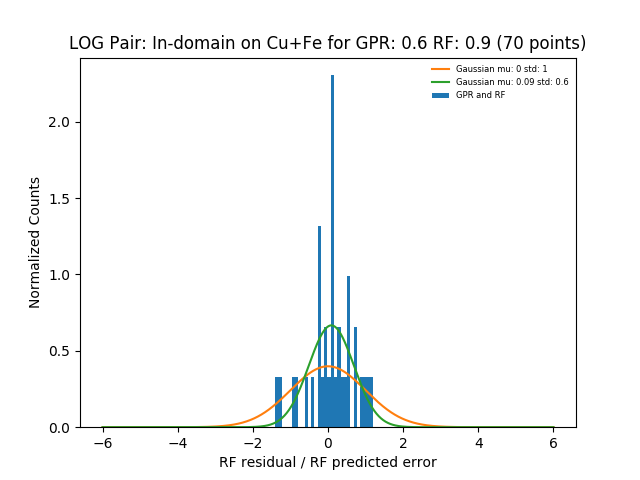 LOG Pair: In-domain on Cu+Fe for GPR: 0.6 RF: 0.9 (70 points)
Gaussian mu: 0 std: 1
Gaussian mu: 0.09 std: 0.6
GPR and RF
Normalized Counts
2.0
1.5
1.0
0.5
0.0
−6 −4 −2 0 2 4 6
RF residual / RF predicted error